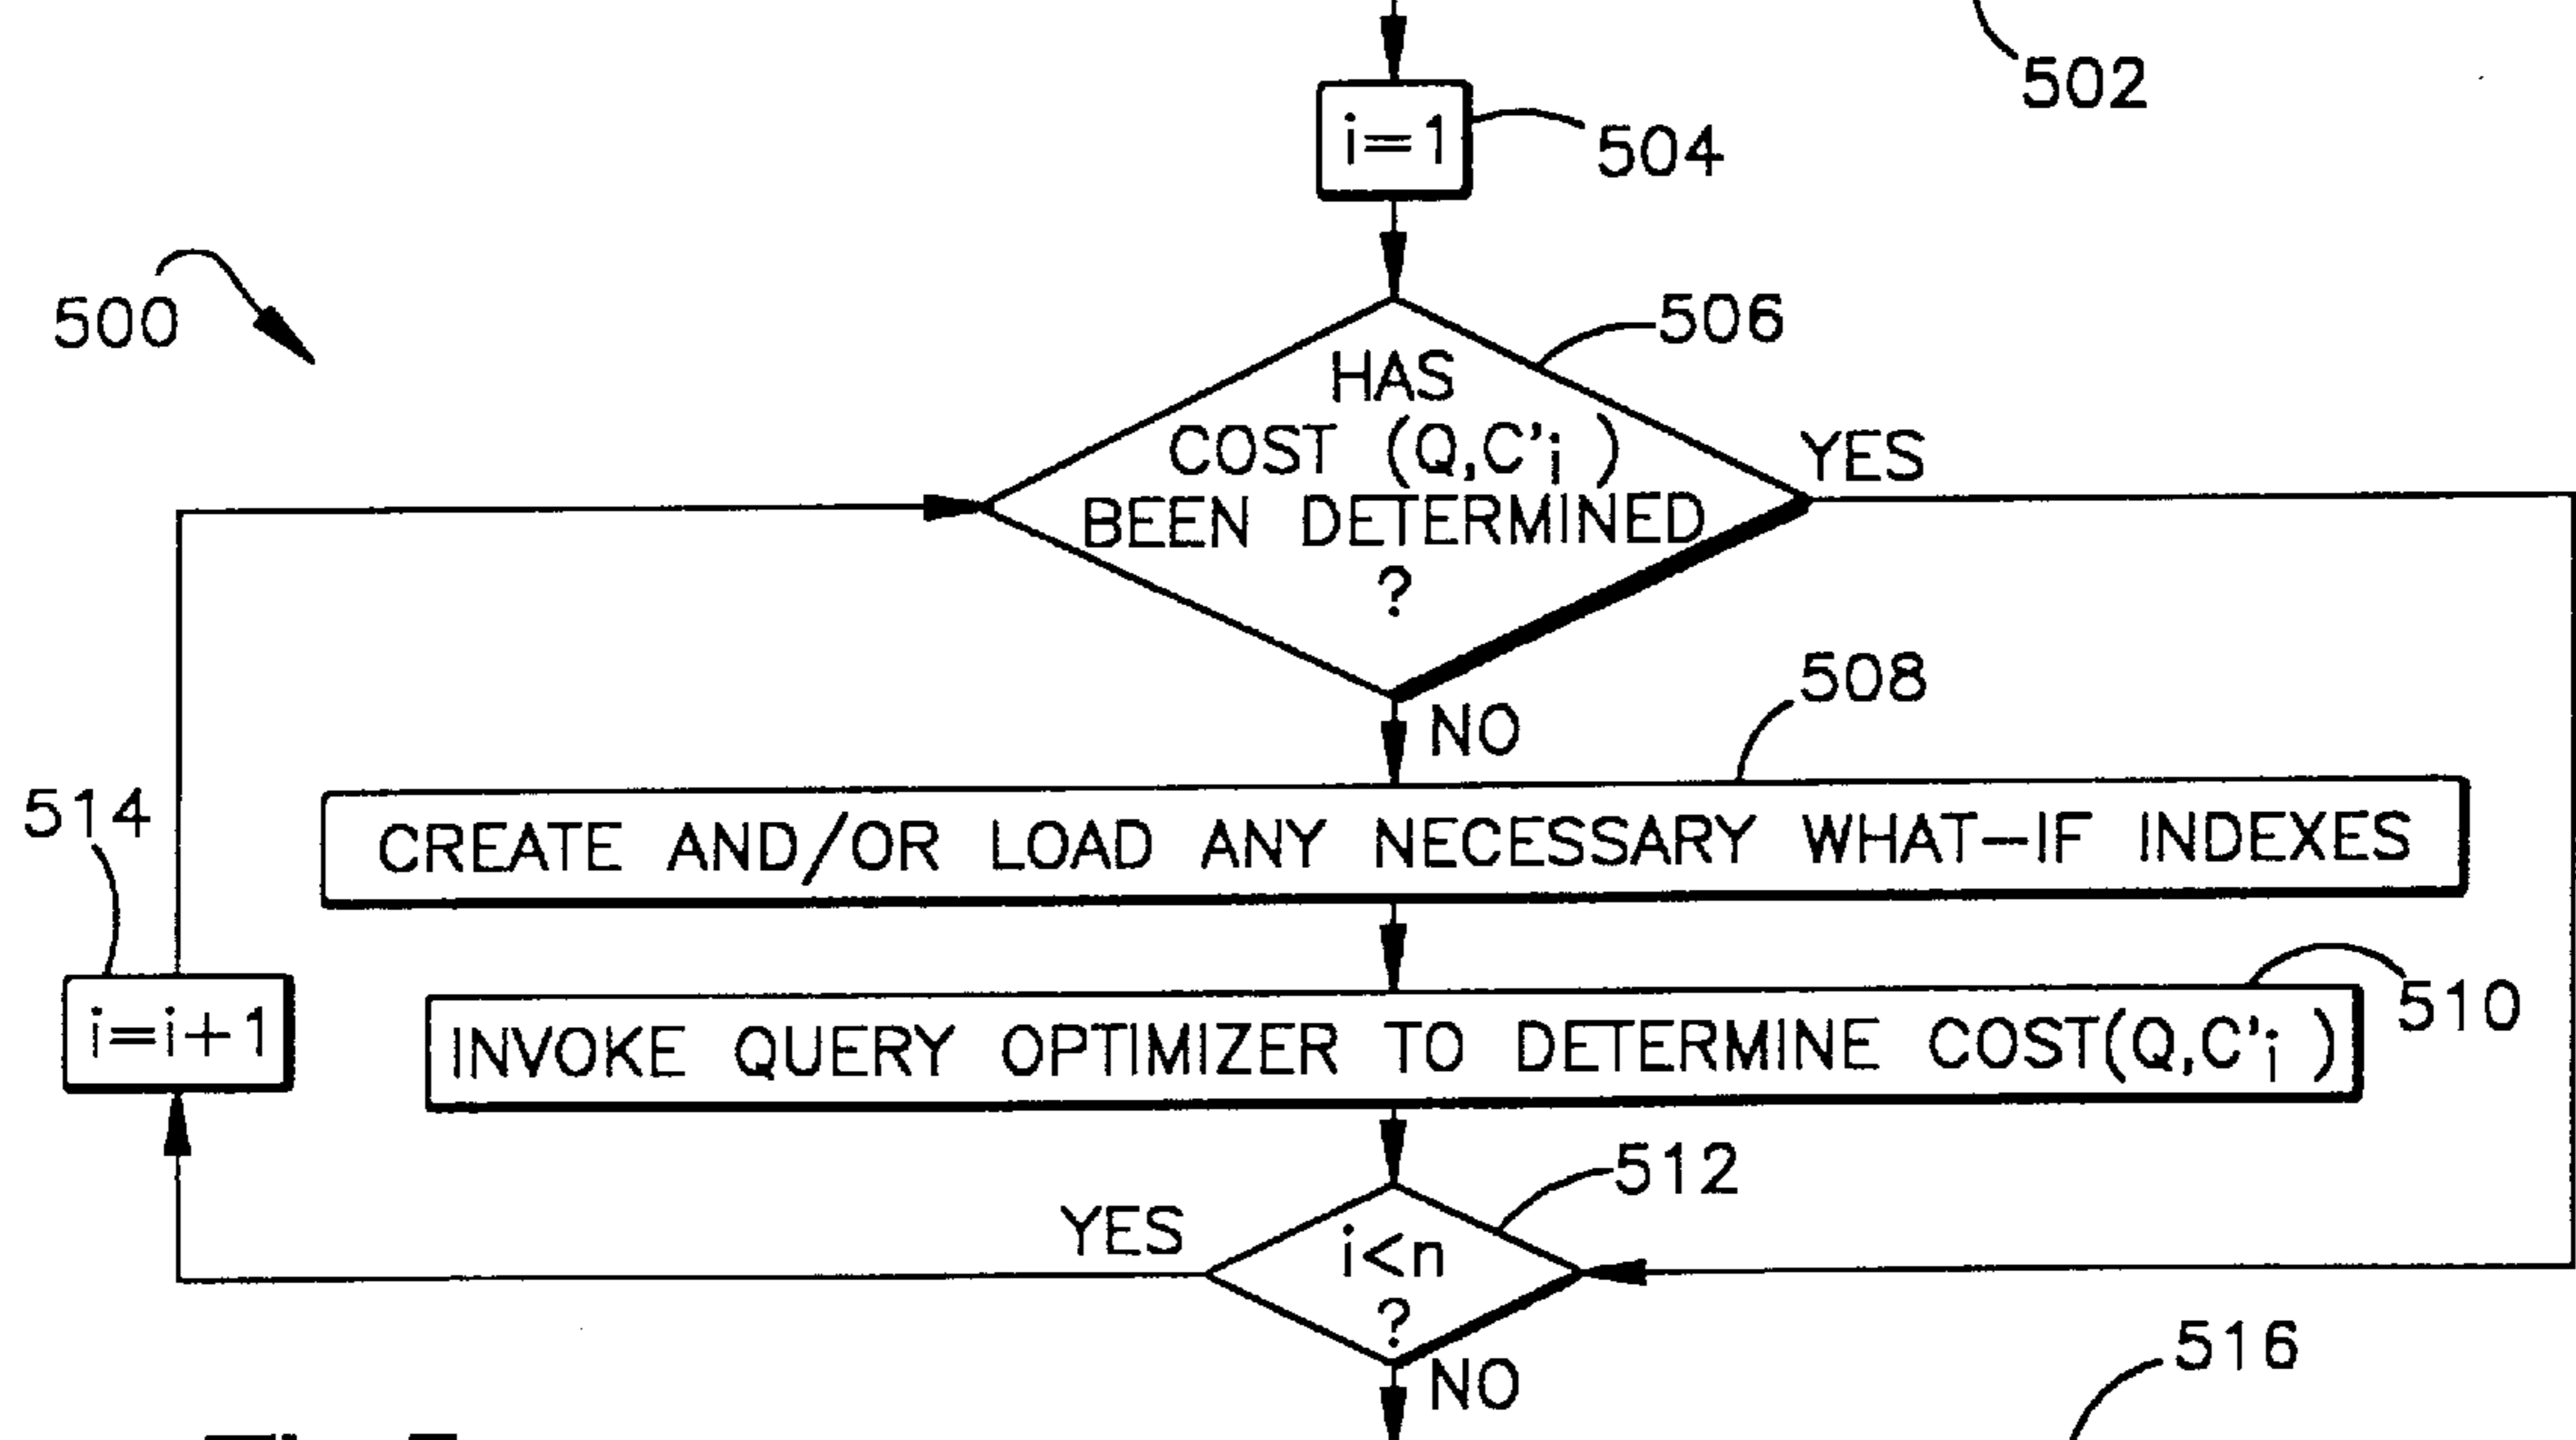 502
i=1
504
500
506
HAS
COST (Q,C'i )
BEEN DETERMINED
?
YES
NO
508
CREATE AND/OR LOAD ANY NECESSARY WHAT-IF INDEXES
514
i=i+1
510
INVOKE QUERY OPTIMIZER TO DETERMINE COST(Q,C'i )
512
YES
i<n
?
NO
516